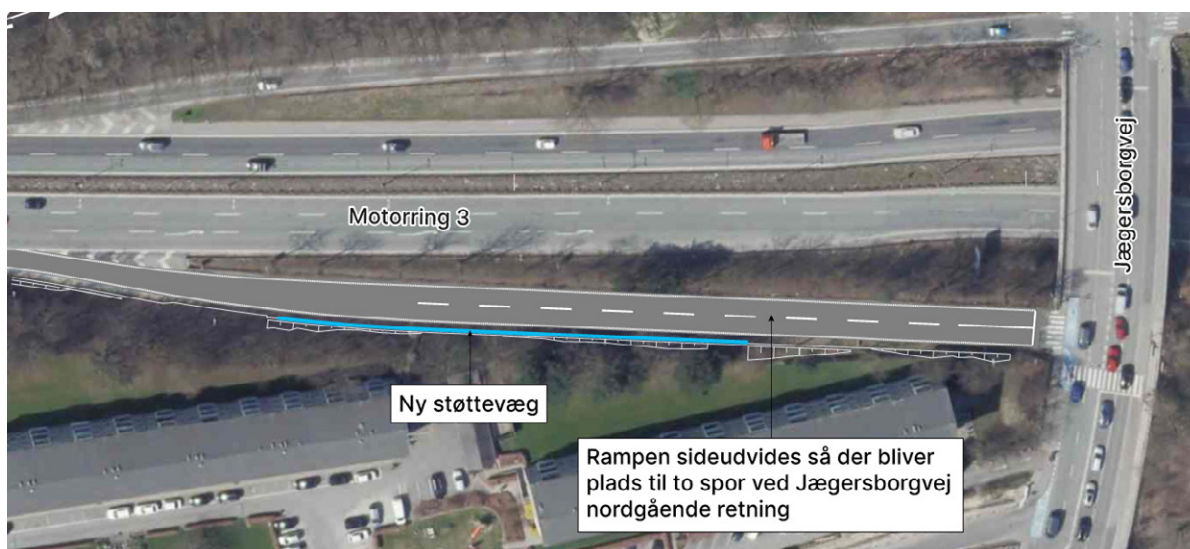 Jægersborgvej
Motorring 3
Ny støttevæg
Rampen sideudvides så der bliver
plads til to spor ved Jægersborgvej
nordgående retning